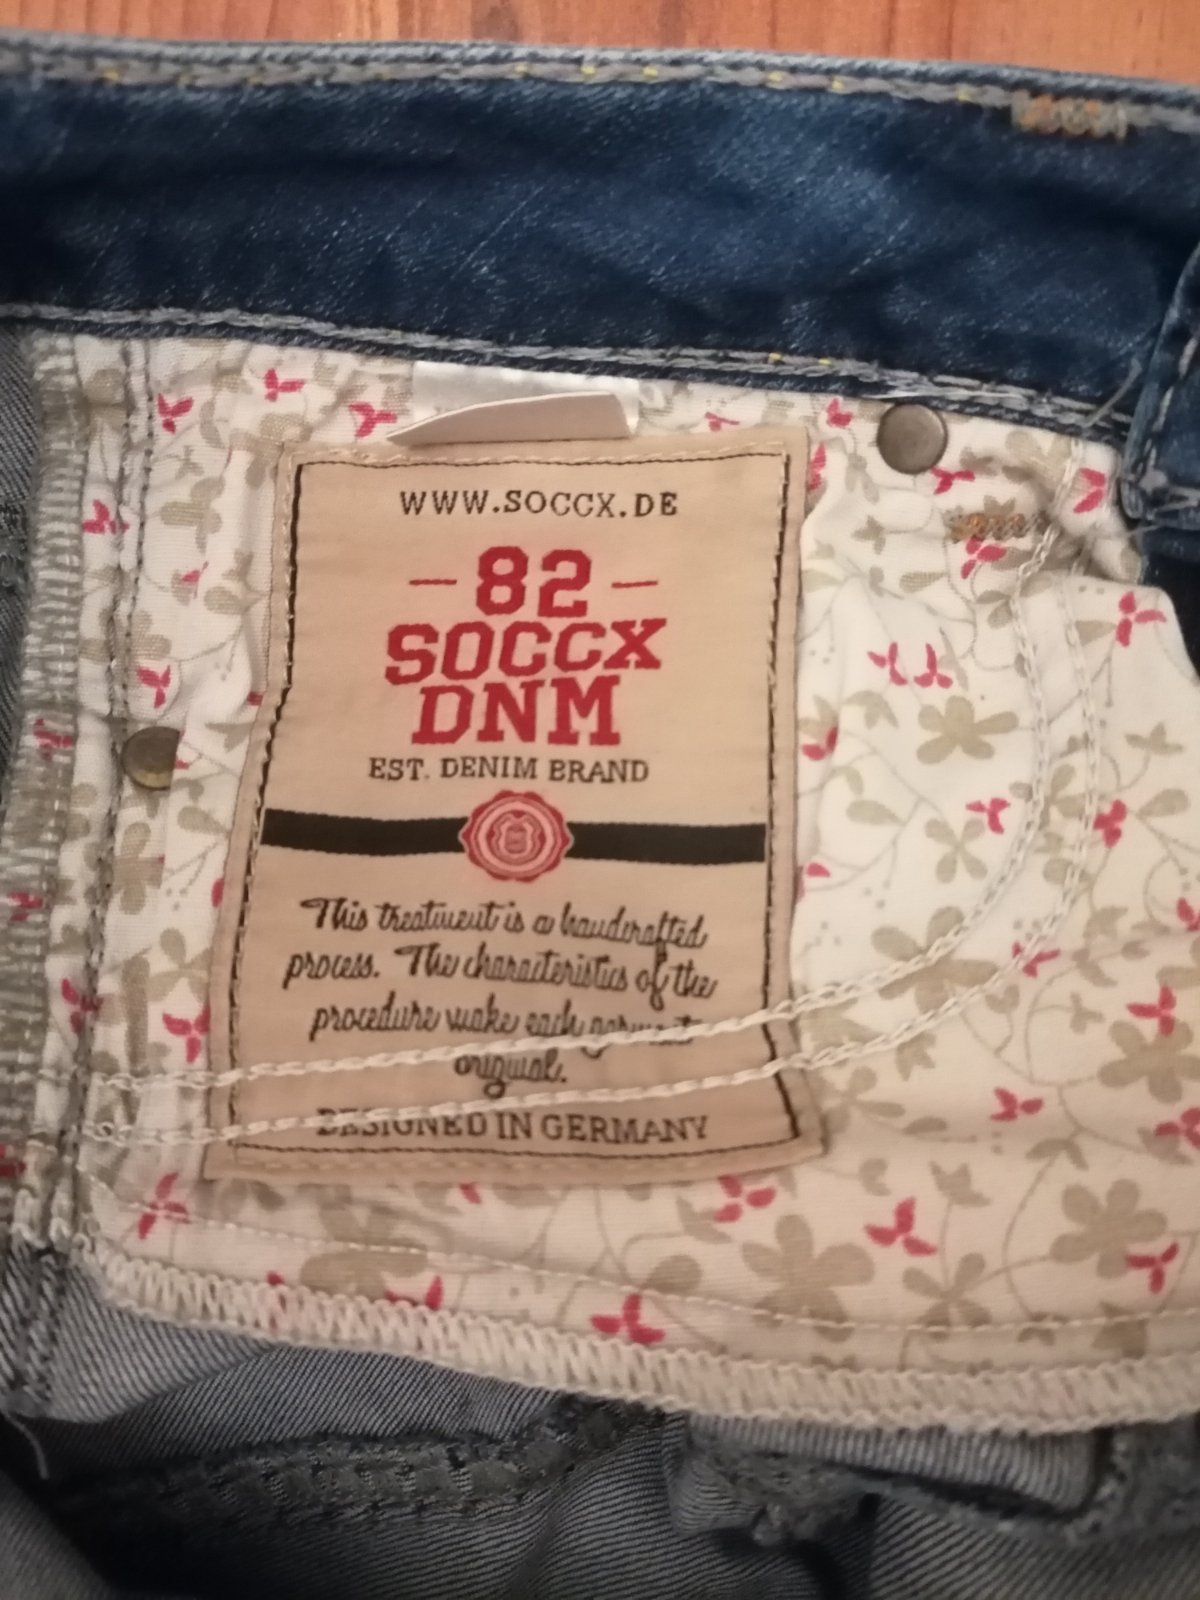 WWW.SOCCX.DE
- 82 -
SOCCX
DNM
EST. DENIM BRAND
This treatment is a handcrafted
process. The characteristics of the
procedure make each garment
original.
DESIGNED IN GERMANY